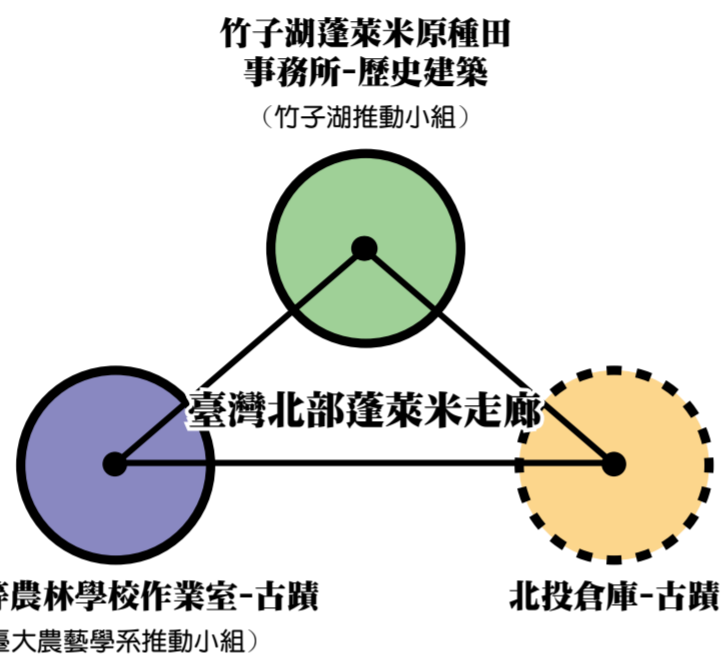 竹子湖蓬萊米原種田
事務所-歷史建築
（竹子湖推動小組）
臺灣北部蓬萊米走廊
農林學校作業室-古蹟
大農藝學系推動小組）
北投倉庫-古蹟